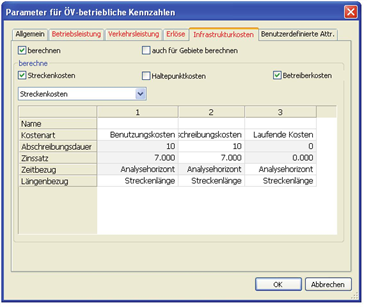 Parameter für ÖV-betriebliche Kennzahlen
Allgemein Betriebsleistung Verkehrsleistung Erlöse Infrastrukturkosten Benutzerdefinierte Attr.
berechnen auch für Gebiete berechnen
berechne
Streckenkosten Haltepunktkosten Betreiberkosten
Streckenkosten
1 2 3
Name
Kostenart Benutzungskosten schreibungskosten Laufende Kosten
Abschreibungsdauer 10 10 0
Zinssatz 7.000 7.000 0.000
Zeitbezug Analysehorizont Analysehorizont Analysehorizont
Längenbezug Streckenlänge Streckenlänge Streckenlänge
OK Abbrechen